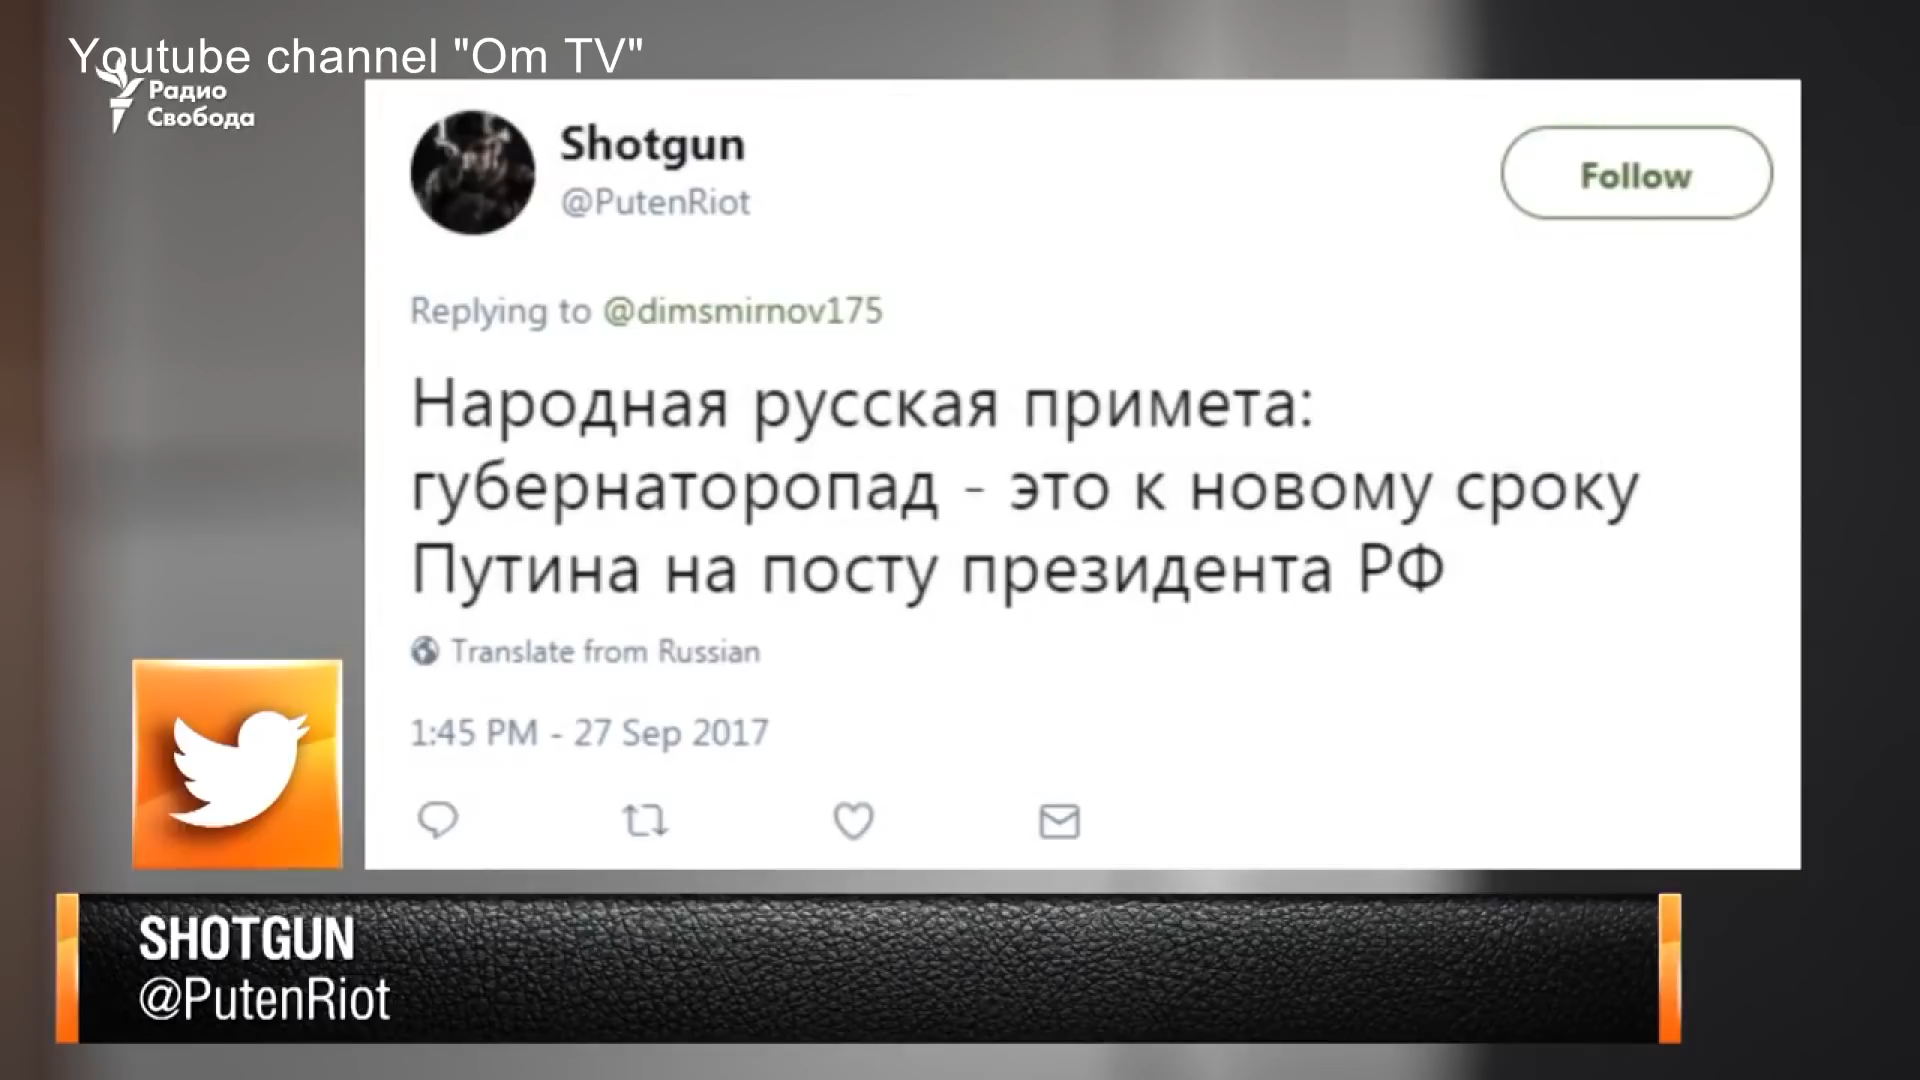 Youtube channel "Om TV"
Радио
Свобода
Shotgun
@PutenRiot
Follow
Replying to @dimsmirnov175
Народная русская примета:
губернаторопад - это к новому сроку
Путина на посту президента РФ
Translate from Russian
1:45 PM - 27 Sep 2017
SHOTGUN
@PutenRiot